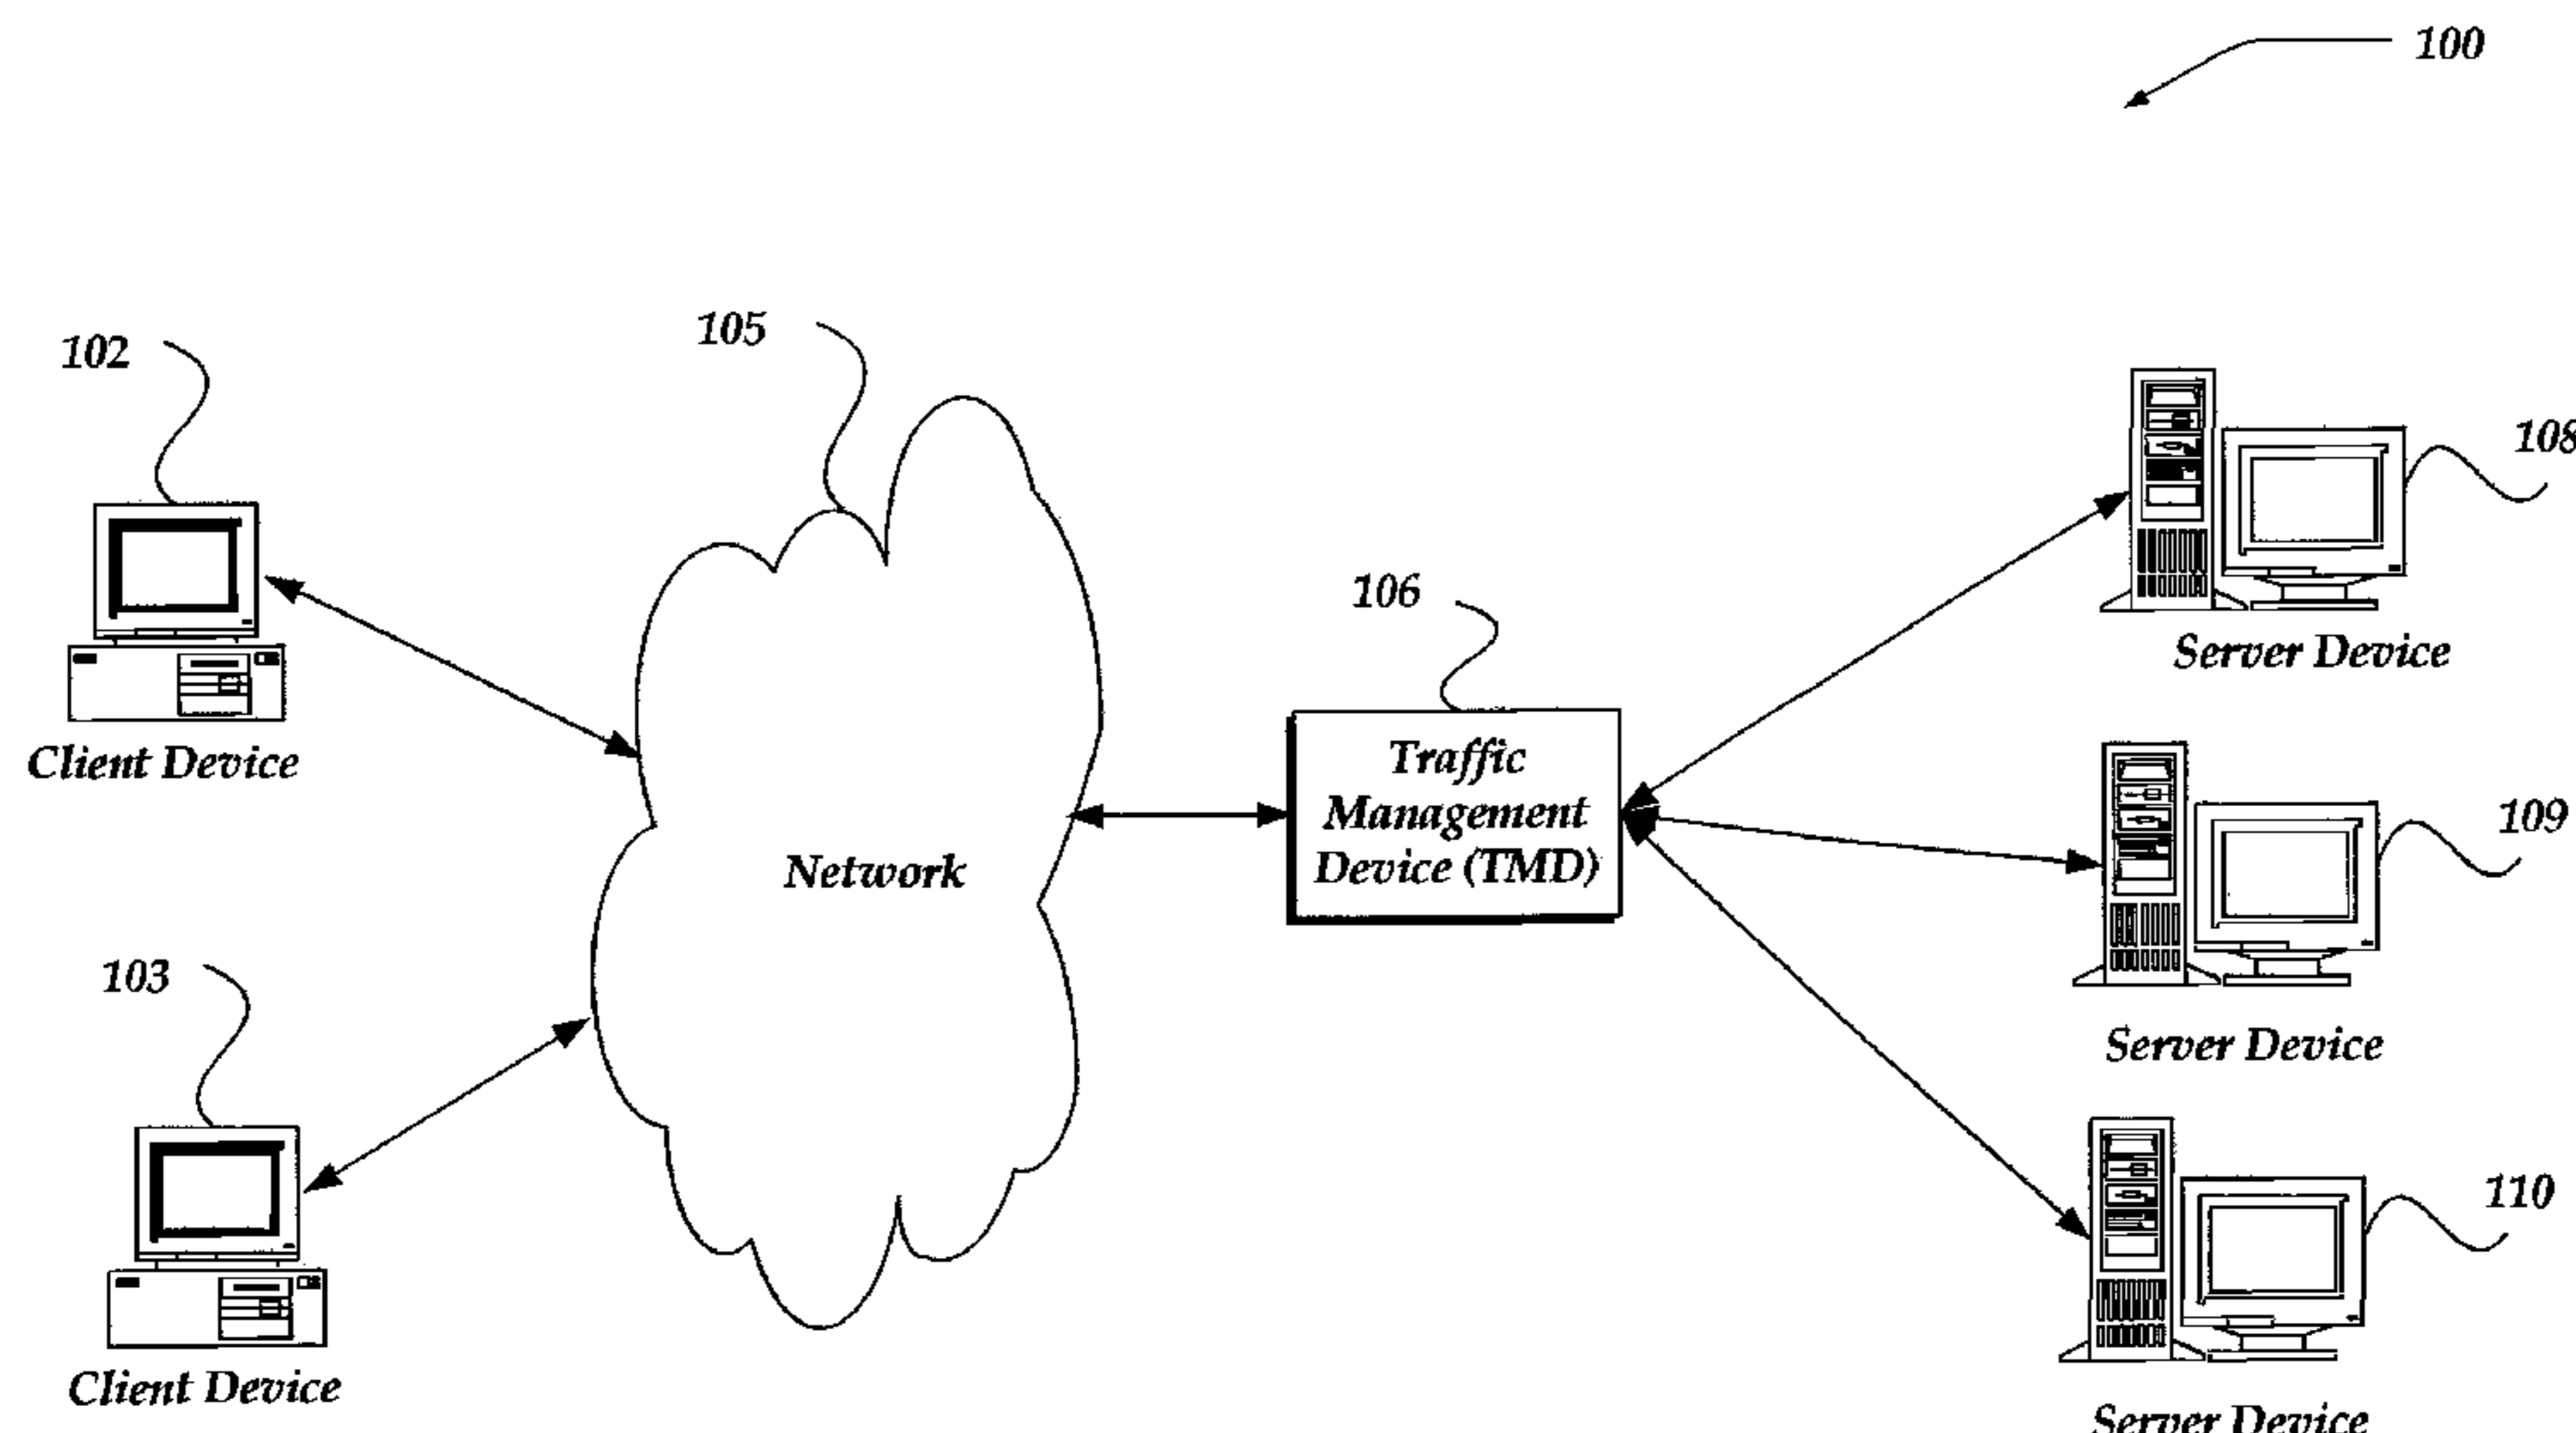 100
105
102
108
106
Server Device
Traffic
Management
Device (TMD)
Client Device
109
Network
103
Server Device
110
Client Device
Server Device